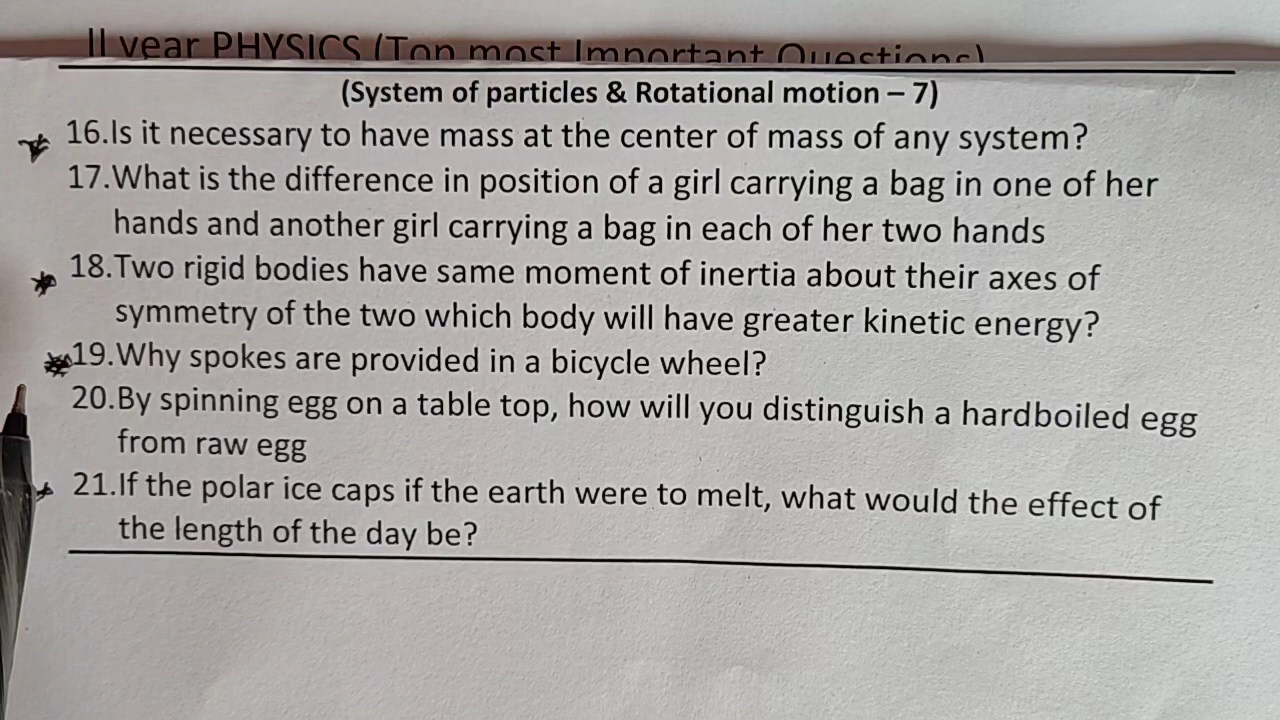 II year PHYSICS (Top most Important Questions)
(System of particles & Rotational motion – 7)
16.Is it necessary to have mass at the center of mass of any system?
17.What is the difference in position of a girl carrying a bag in one of her
hands and another girl carrying a bag in each of her two hands
18.Two rigid bodies have same moment of inertia about their axes of
symmetry of the two which body will have greater kinetic energy?
19.Why spokes are provided in a bicycle wheel?
20.By spinning egg on a table top, how will you distinguish a hardboiled egg
from raw egg
21.If the polar ice caps if the earth were to melt, what would the effect of
the length of the day be?